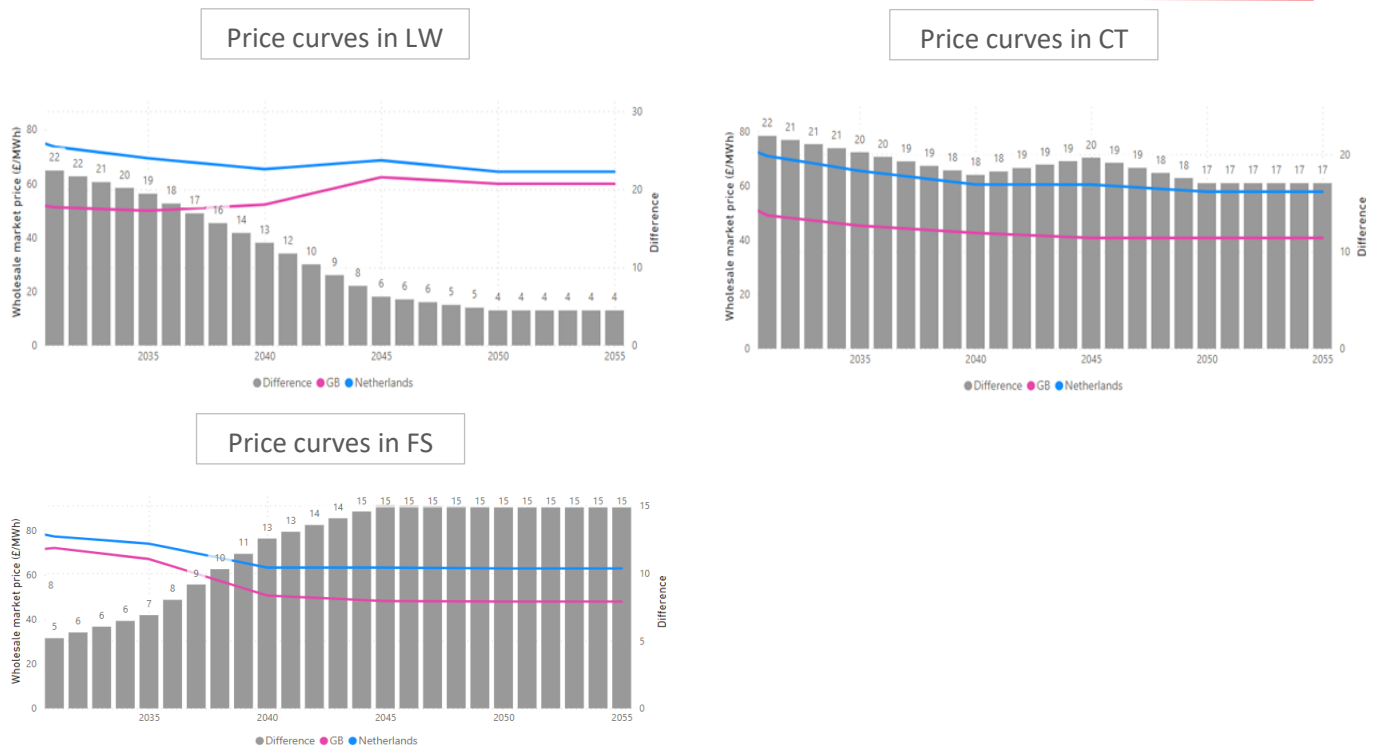 Price curves in LW
Wholesale market price (£/MWh)
80
60
40
20
0
30
20
10
0
Difference
22 22 21 20 19 18 17 16 14 13 12 10 9 8 6 6 6 5 5 4 4 4 4 4 4
2035 2040 2045 2050 2055
Difference GB Netherlands
Price curves in CT
Wholesale market price (£/MWh)
80
60
40
20
0
20
10
0
Difference
22 21 21 21 20 20 19 19 18 18 18 19 19 19 20 19 19 18 18 17 17 17 17 17 17
2035 2040 2045 2050 2055
Difference GB Netherlands
Price curves in FS
Wholesale market price (£/MWh)
80
60
40
20
0
15
10
5
0
Difference
8
5 6 6 6 7 8 9 10 11 13 13 14 14 15 15 15 15 15 15 15 15 15 15 15 15
2035 2040 2045 2050 2055
Difference GB Netherlands